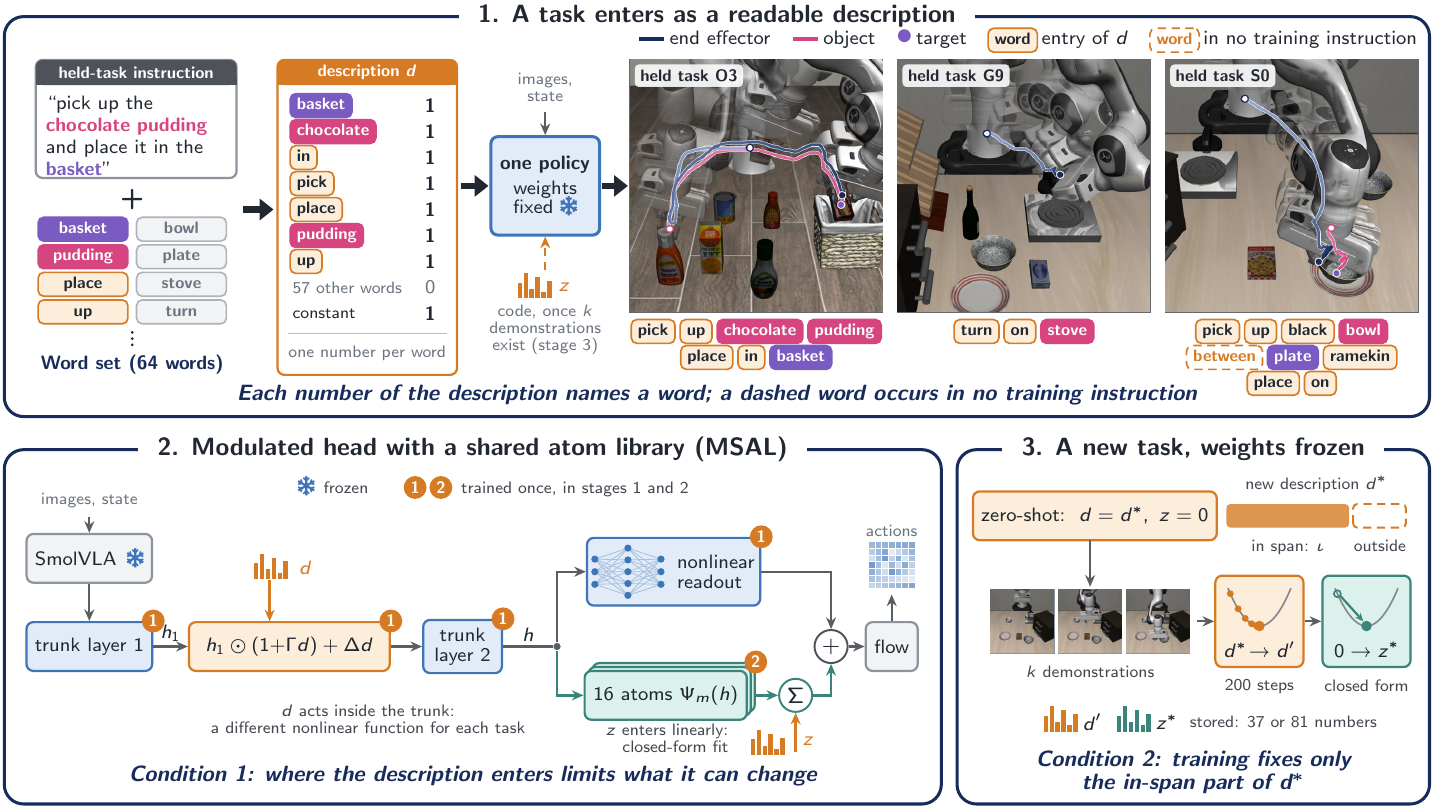 1. A task enters as a readable description
end effector
object
target
word entry of d
word in no training instruction
held-task instruction
“pick up the
chocolate pudding
and place it in the
basket”
+
basket bowl
pudding plate
place stove
up turn
⋮
Word set (64 words)
description d
basket 1
chocolate 1
in 1
pick 1
place 1
pudding 1
up 1
57 other words 0
constant 1
one number per word
images,
state
one policy
weights
fixed
z
code, once k
demonstrations
exist (stage 3)
held task O3
pick up chocolate pudding
place in basket
held task G9
turn on stove
held task S0
pick up black bowl
between plate ramekin
place on
Each number of the description names a word; a dashed word occurs in no training instruction
2. Modulated head with a shared atom library (MSAL)
frozen
1 2 trained once, in stages 1 and 2
images, state
SmolVLA
trunk layer 1
1
h₁
d
h₁ ⊙ (1+Γd) + Δd
1
trunk
layer 2
1
h
nonlinear
readout
1
16 atoms Ψₘ(h)
2
Σ
z
+
flow
actions
d acts inside the trunk:
a different nonlinear function for each task
z enters linearly:
closed-form fit
Condition 1: where the description enters limits what it can change
3. A new task, weights frozen
zero-shot: d = d*, z = 0
new description d*
in span: ι outside
k demonstrations
d* → d′
200 steps
0 → z*
closed form
d′ z* stored: 37 or 81 numbers
Condition 2: training fixes only
the in-span part of d*